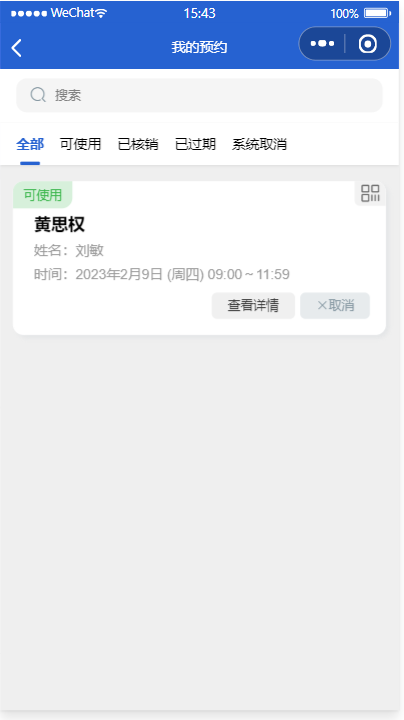 WeChat 15:43 100%
我的预约
搜索
全部 可使用 已核销 已过期 系统取消
可使用
黄思权
姓名：刘敏
时间：2023年2月9日 (周四) 09:00 ~ 11:59
查看详情 ×取消